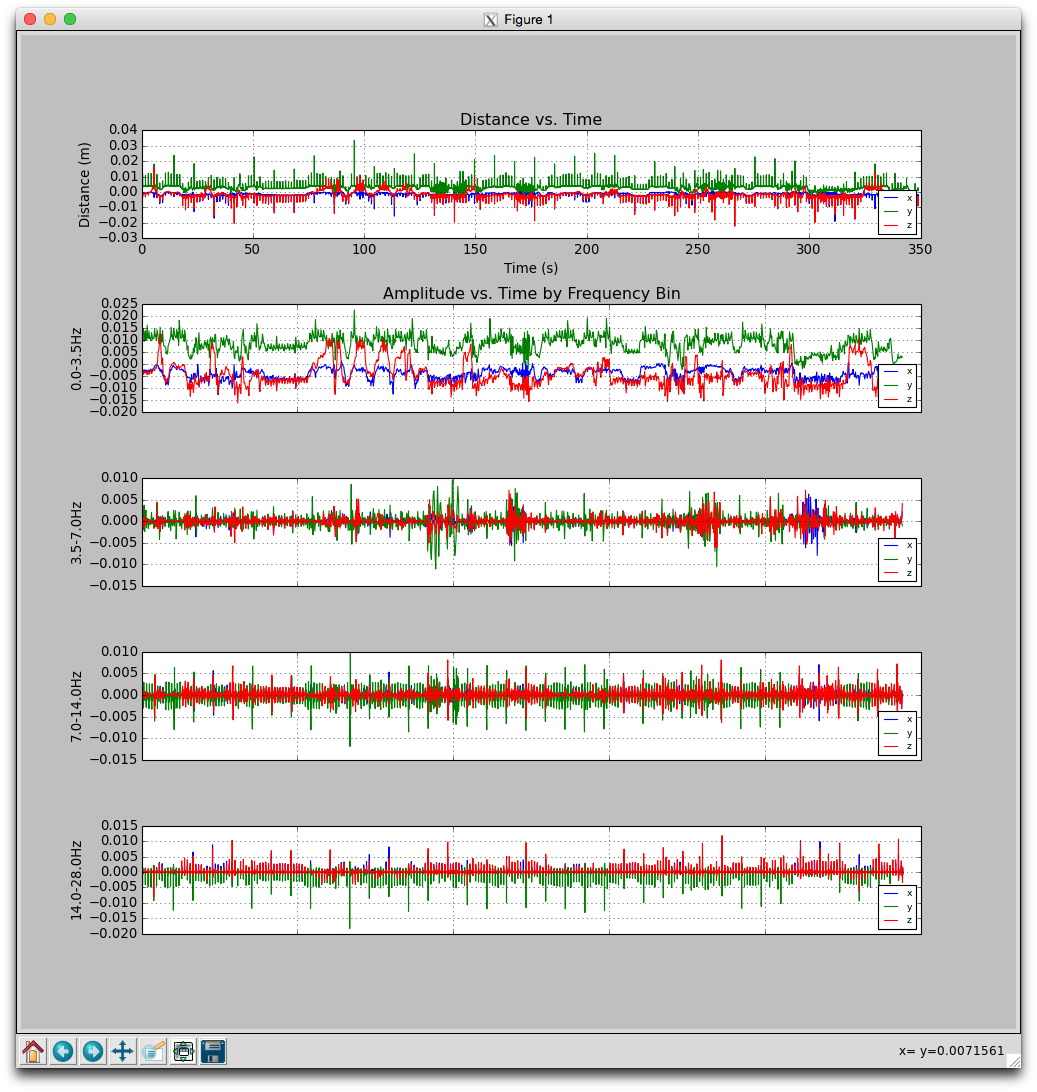 Figure 1
Distance vs. Time
Distance (m)
0.04
0.03
0.02
0.01
0.00
−0.01
−0.02
−0.03
0 50 100 150 200 250 300 350
Time (s)
x
y
z
Amplitude vs. Time by Frequency Bin
0.0-3.5Hz
0.025
0.020
0.015
0.010
0.005
0.000
−0.005
−0.010
−0.015
−0.020
x
y
z
3.5-7.0Hz
0.010
0.005
0.000
−0.005
−0.010
−0.015
x
y
z
7.0-14.0Hz
0.010
0.005
0.000
−0.005
−0.010
−0.015
x
y
z
14.0-28.0Hz
0.015
0.010
0.005
0.000
−0.005
−0.010
−0.015
−0.020
x
y
z
x= y=0.0071561